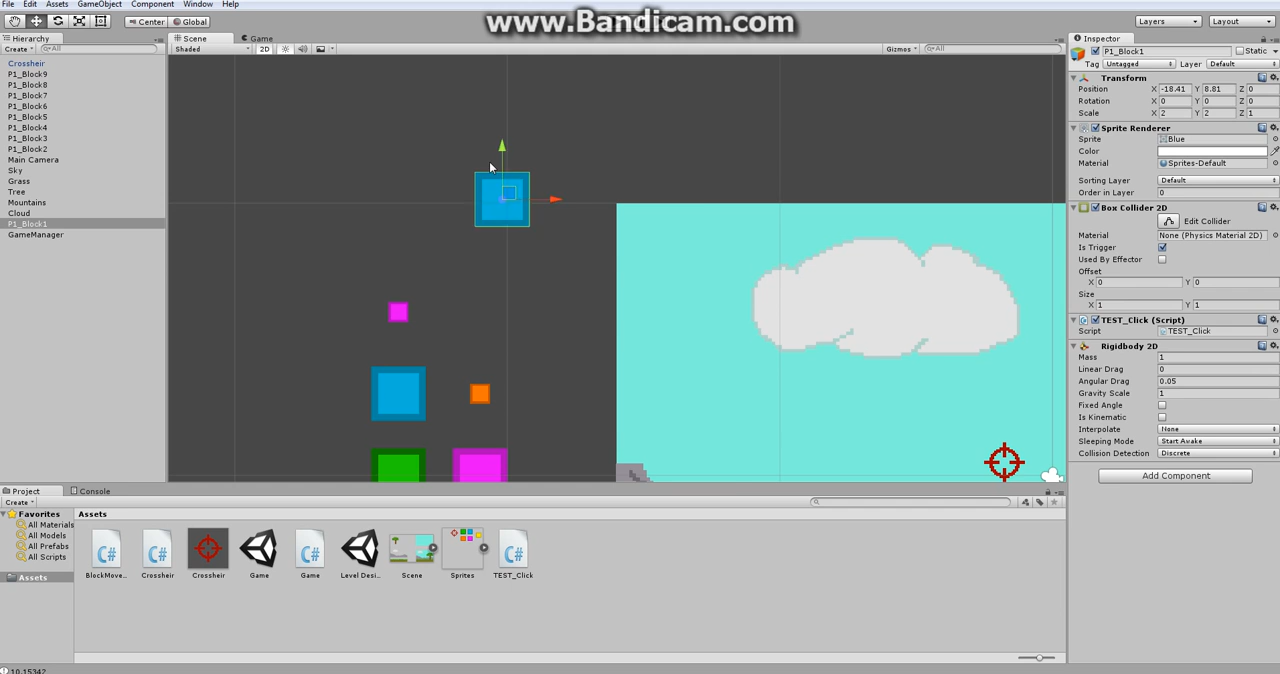 File Edit Assets GameObject Component Window Help
www.Bandicam.com
Center Global
Layers Layout
Hierarchy
Create All
Crossheir
P1_Block9
P1_Block8
P1_Block7
P1_Block6
P1_Block5
P1_Block4
P1_Block3
P1_Block2
Main Camera
Sky
Grass
Tree
Mountains
Cloud
P1_Block1
GameManager
Scene Game
Shaded 2D Gizmos All
Inspector
P1_Block1 Static
Tag Untagged Layer Default
Transform
Position X -18.41 Y 8.81 Z 0
Rotation X 0 Y 0 Z 0
Scale X 2 Y 2 Z 1
Sprite Renderer
Sprite Blue
Color
Material Sprites-Default
Sorting Layer Default
Order in Layer 0
Box Collider 2D
Edit Collider
Material None (Physics Material 2D)
Is Trigger
Used By Effector
Offset
X 0 Y 0
Size
X 1 Y 1
TEST_Click (Script)
Script TEST_Click
Rigidbody 2D
Mass 1
Linear Drag 0
Angular Drag 0.05
Gravity Scale 1
Fixed Angle
Is Kinematic
Interpolate None
Sleeping Mode Start Awake
Collision Detection Discrete
Add Component
Project Console
Create
Favorites
All Materials
All Models
All Prefabs
All Scripts
Assets
Assets
C# C# C# C#
BlockMove... Crossheir Crossheir Game Game Level Desi... Scene Sprites TEST_Click
10.15342